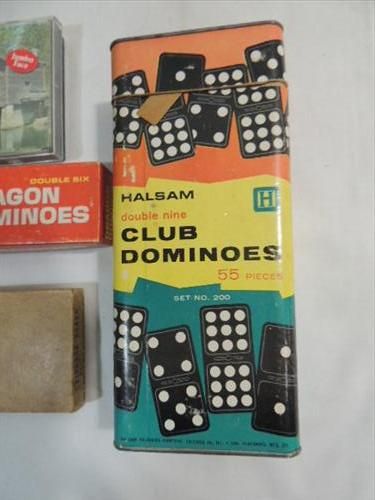 Jumbo
Face
DOUBLE SIX
AGON
MINOES
HALSAM
H
double nine
CLUB
DOMINOES
55 PIECES
SET NO. 200